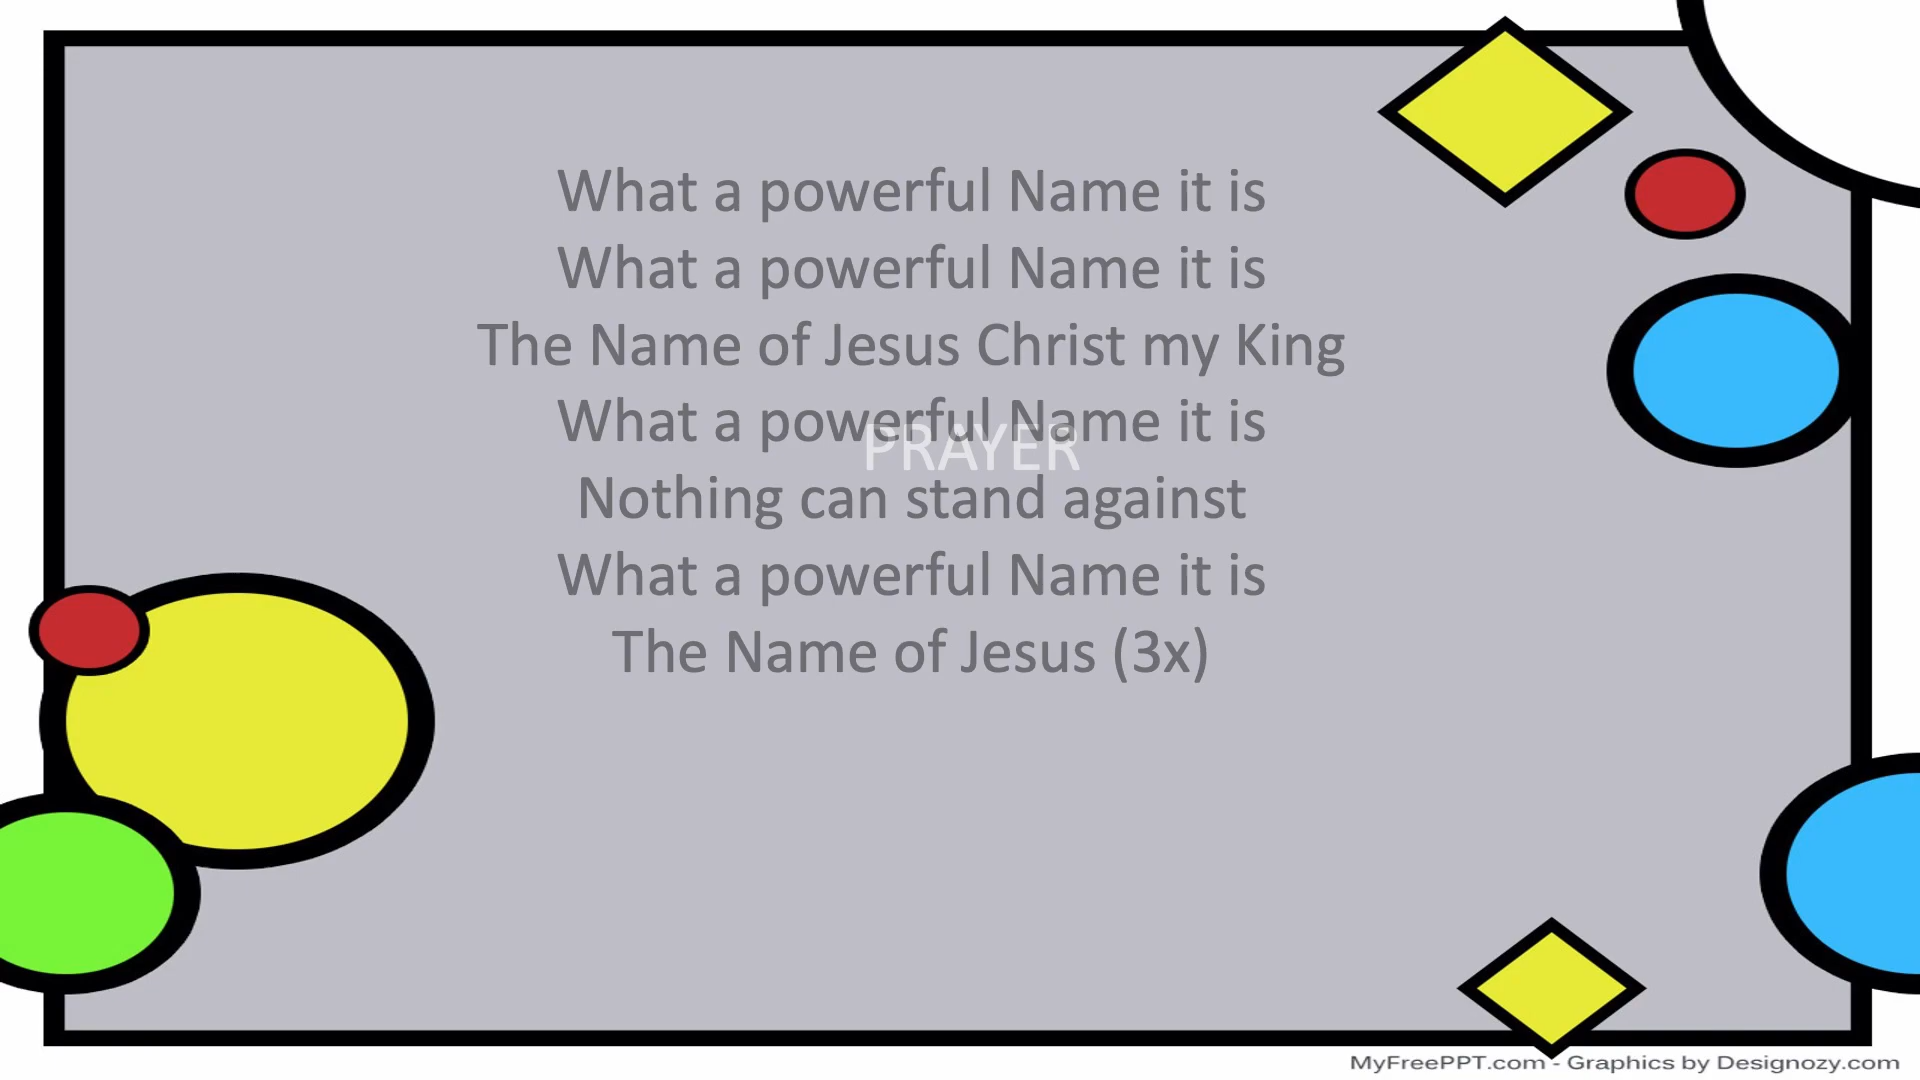 What a powerful Name it is
What a powerful Name it is
The Name of Jesus Christ my King
What a powerful Name it is
PRAYER
Nothing can stand against
What a powerful Name it is
The Name of Jesus (3x)
MyFreePPT.com - Graphics by Designozy.com